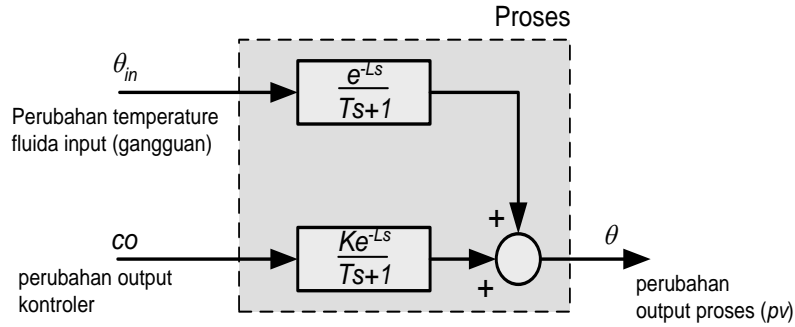 Proses
θin
e-Ls
Ts+1
Perubahan temperature
fluida input (gangguan)
+
co
Ke-Ls
Ts+1
θ
+
perubahan output
kontroler
perubahan
output proses (pv)